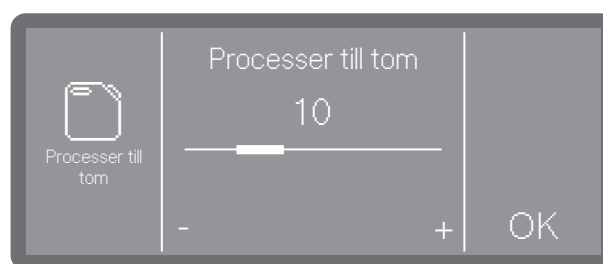 Processer till
tom
Processer till tom
10
-
+
OK